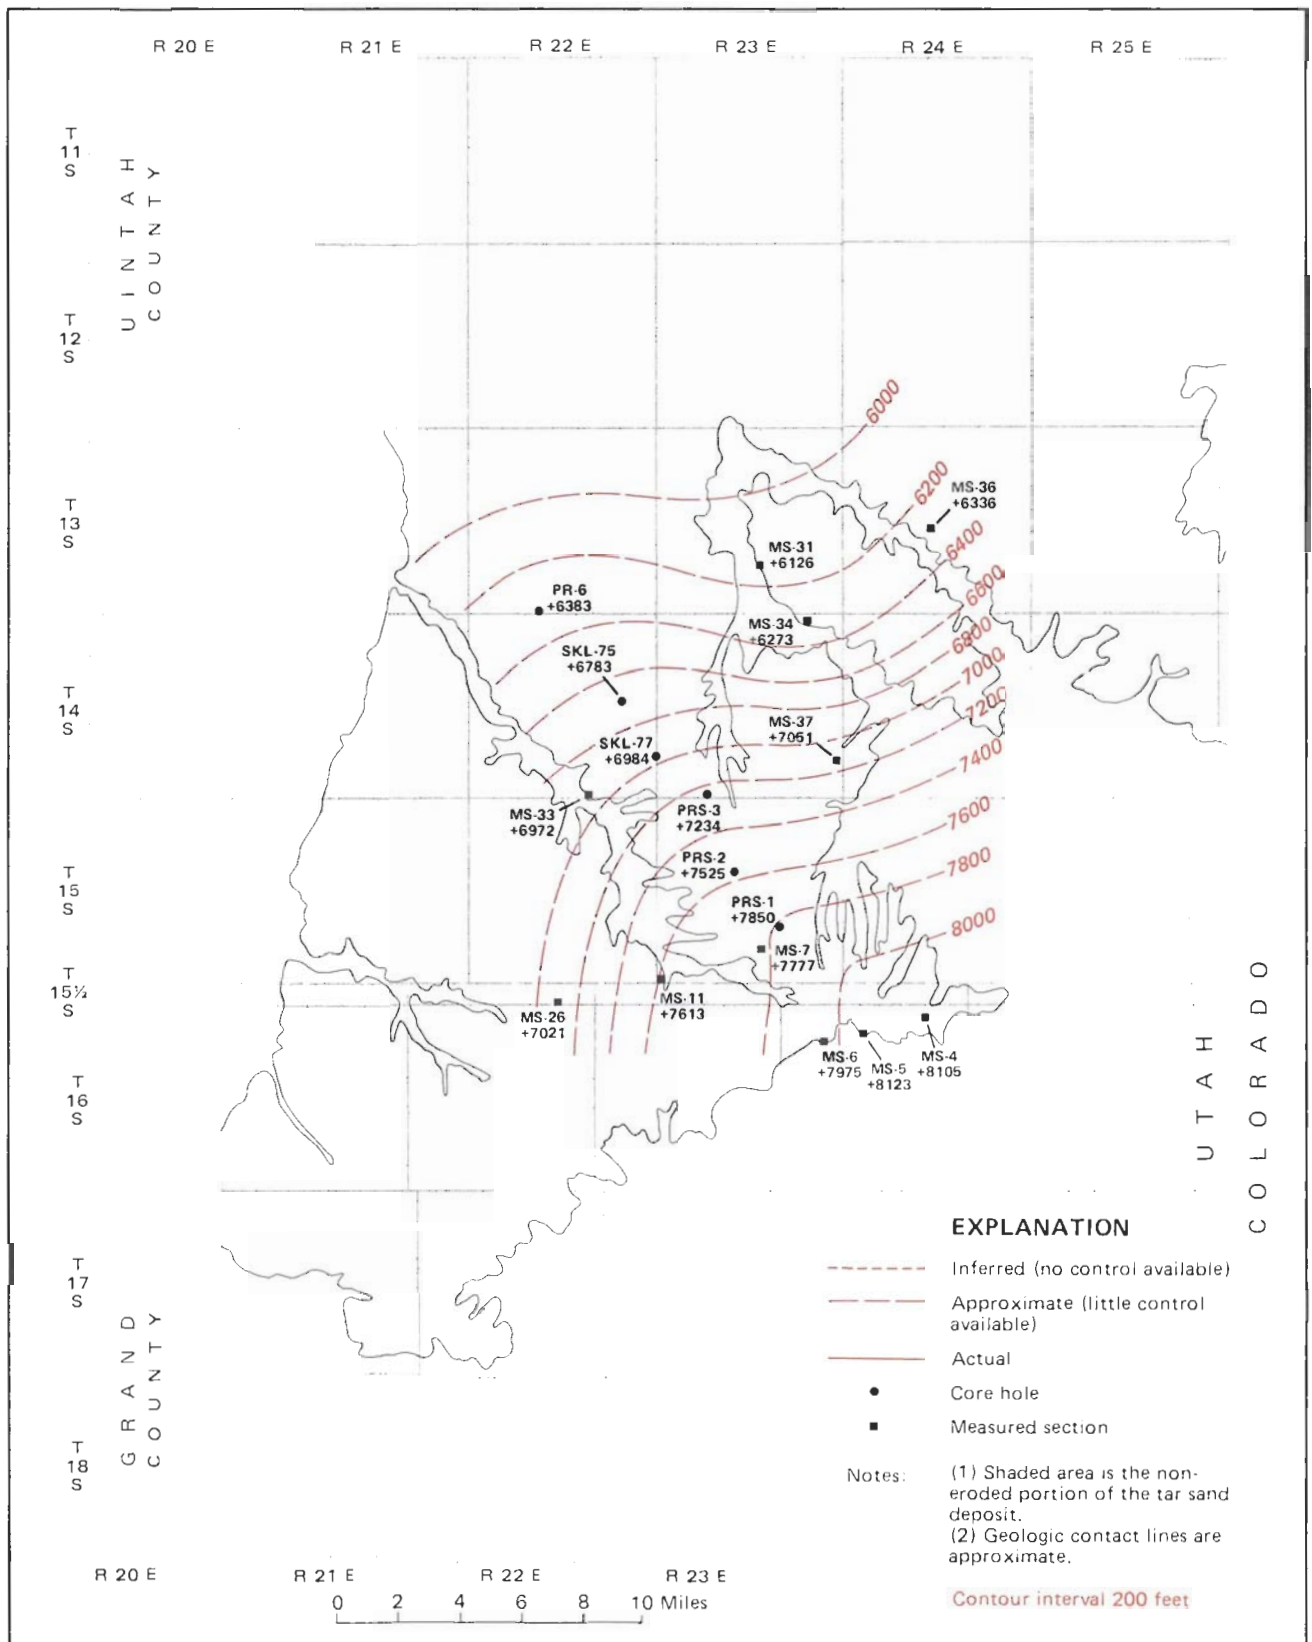 R 20 E R 21 E R 22 E R 23 E R 24 E R 25 E
T
11
S
UINTAH
COUNTY
T
12
S
6000
T
13
S
6200
MS-36
+6336
6400
MS-31
+6126
6800
PR-6
+6383
MS-34
+6273
6800
SKL-75
+6783
7000
T
14
S
7200
MS-37
+7051
SKL-77
+6984
7400
MS-33
+6972
PRS-3
+7234
7600
PRS-2
+7525
7800
T
15
S
PRS-1
+7850
8000
MS-7
+7777
T
15½
S
MS-26
+7021
MS-11
+7613
MS-6
+7975
MS-5
+8123
MS-4
+8105
T
16
S
UTAH
COLORADO
T
17
S
GRAND
COUNTY
T
18
S
EXPLANATION
Inferred (no control available)
Approximate (little control
available)
Actual
Core hole
Measured section
Notes: (1) Shaded area is the non-
eroded portion of the tar sand
deposit.
(2) Geologic contact lines are
approximate.
Contour interval 200 feet
R 20 E R 21 E R 22 E R 23 E
0 2 4 6 8 10 Miles